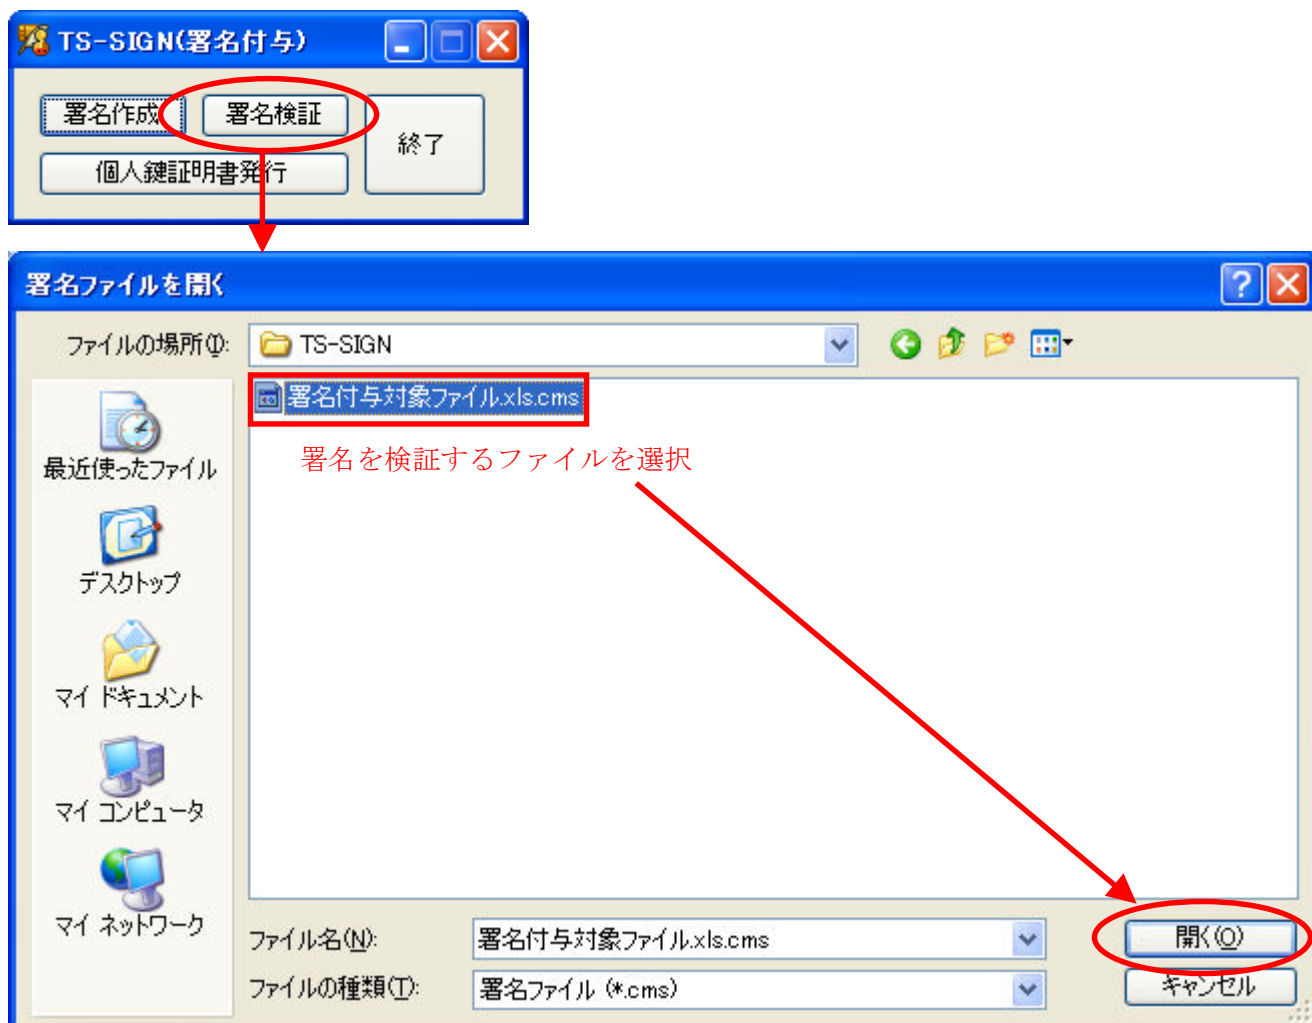 TS-SIGN(署名付与)
署名作成
署名検証
終了
個人鍵証明書発行
署名ファイルを開く
ファイルの場所(I):
TS-SIGN
署名付与対象ファイル.xls.cms
署名を検証するファイルを選択
最近使ったファイル
デスクトップ
マイ ドキュメント
マイ コンピュータ
マイ ネットワーク
ファイル名(N):
署名付与対象ファイル.xls.cms
開く(O)
ファイルの種類(T):
署名ファイル (*.cms)
キャンセル